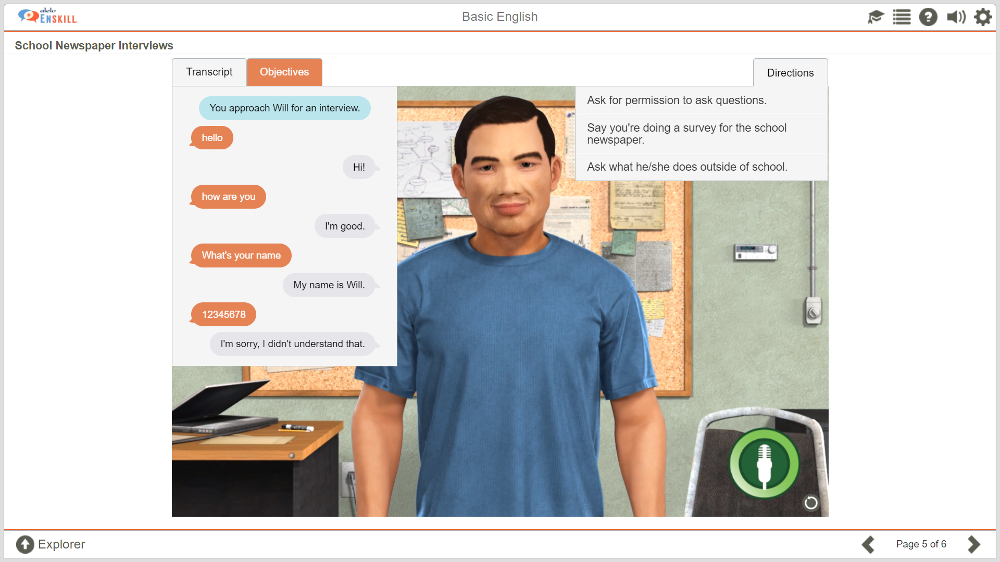 alelo
ENSKILL.
Basic English
School Newspaper Interviews
Transcript
Objectives
Directions
You approach Will for an interview.
hello
Hi!
how are you
I'm good.
What's your name
My name is Will.
12345678
I'm sorry, I didn't understand that.
Ask for permission to ask questions.
Say you're doing a survey for the school
newspaper.
Ask what he/she does outside of school.
Explorer
Page 5 of 6